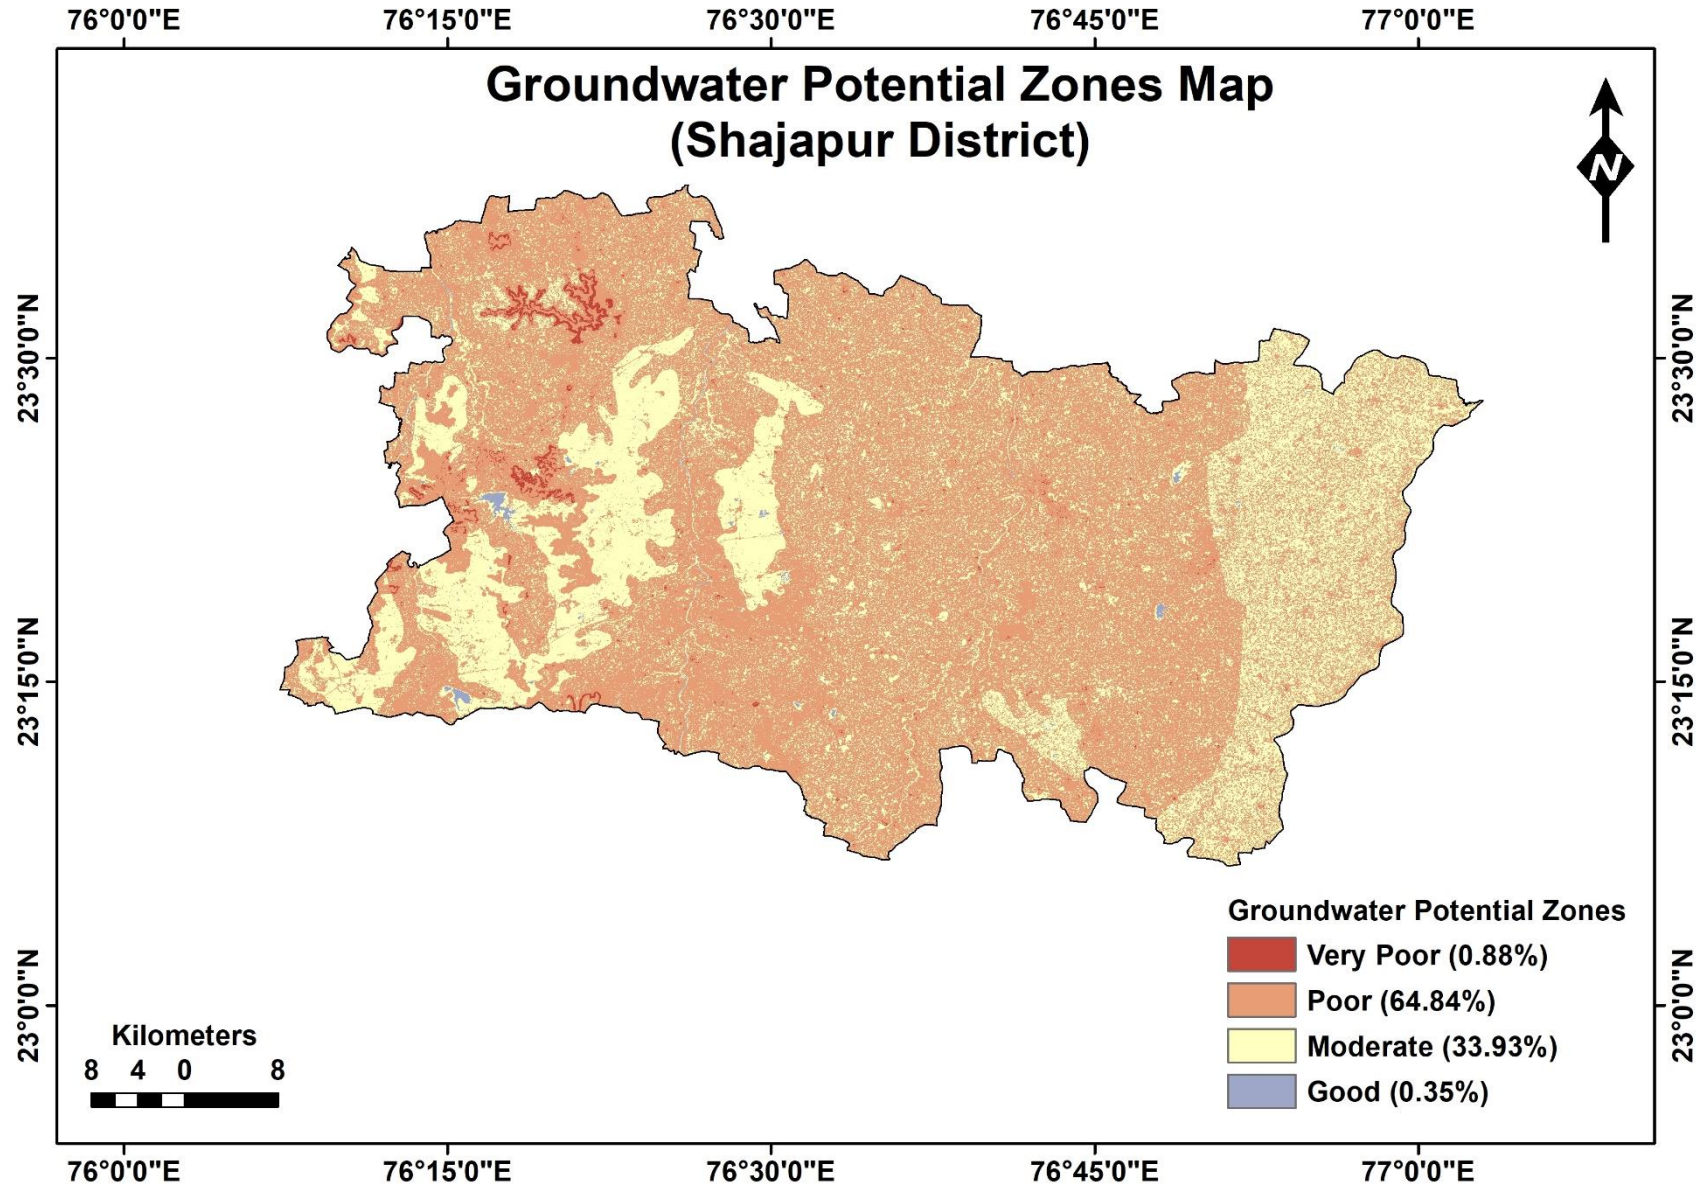 76°0'0"E 76°15'0"E 76°30'0"E 76°45'0"E 77°0'0"E
Groundwater Potential Zones Map
(Shajapur District)
N
23°30'0"N 23°30'0"N
23°15'0"N 23°15'0"N
23°0'0"N 23°0'0"N
Groundwater Potential Zones
Very Poor (0.88%)
Poor (64.84%)
Moderate (33.93%)
Good (0.35%)
Kilometers
8 4 0 8
76°0'0"E 76°15'0"E 76°30'0"E 76°45'0"E 77°0'0"E